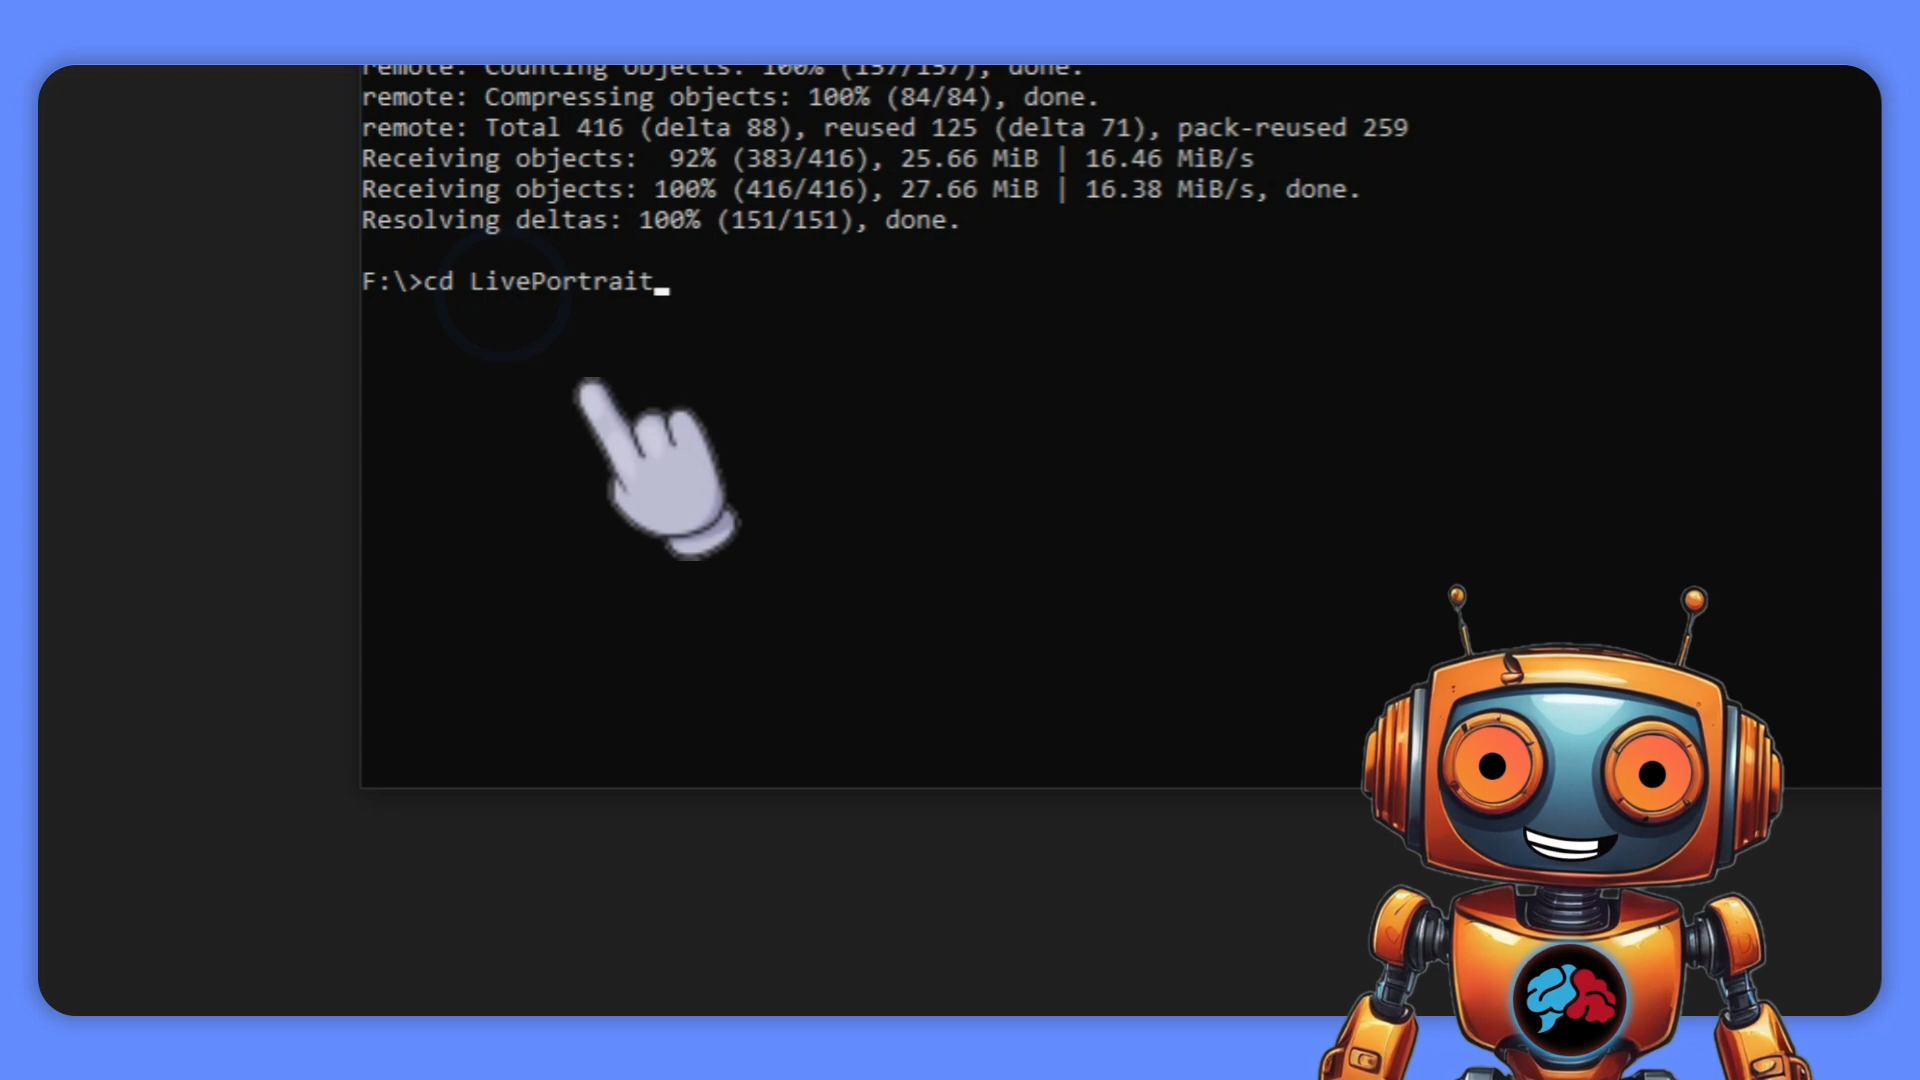 remote: Counting objects: 100% (157/157), done.
remote: Compressing objects: 100% (84/84), done.
remote: Total 416 (delta 88), reused 125 (delta 71), pack-reused 259
Receiving objects:  92% (383/416), 25.66 MiB | 16.46 MiB/s
Receiving objects: 100% (416/416), 27.66 MiB | 16.38 MiB/s, done.
Resolving deltas: 100% (151/151), done.
F:\>cd LivePortrait